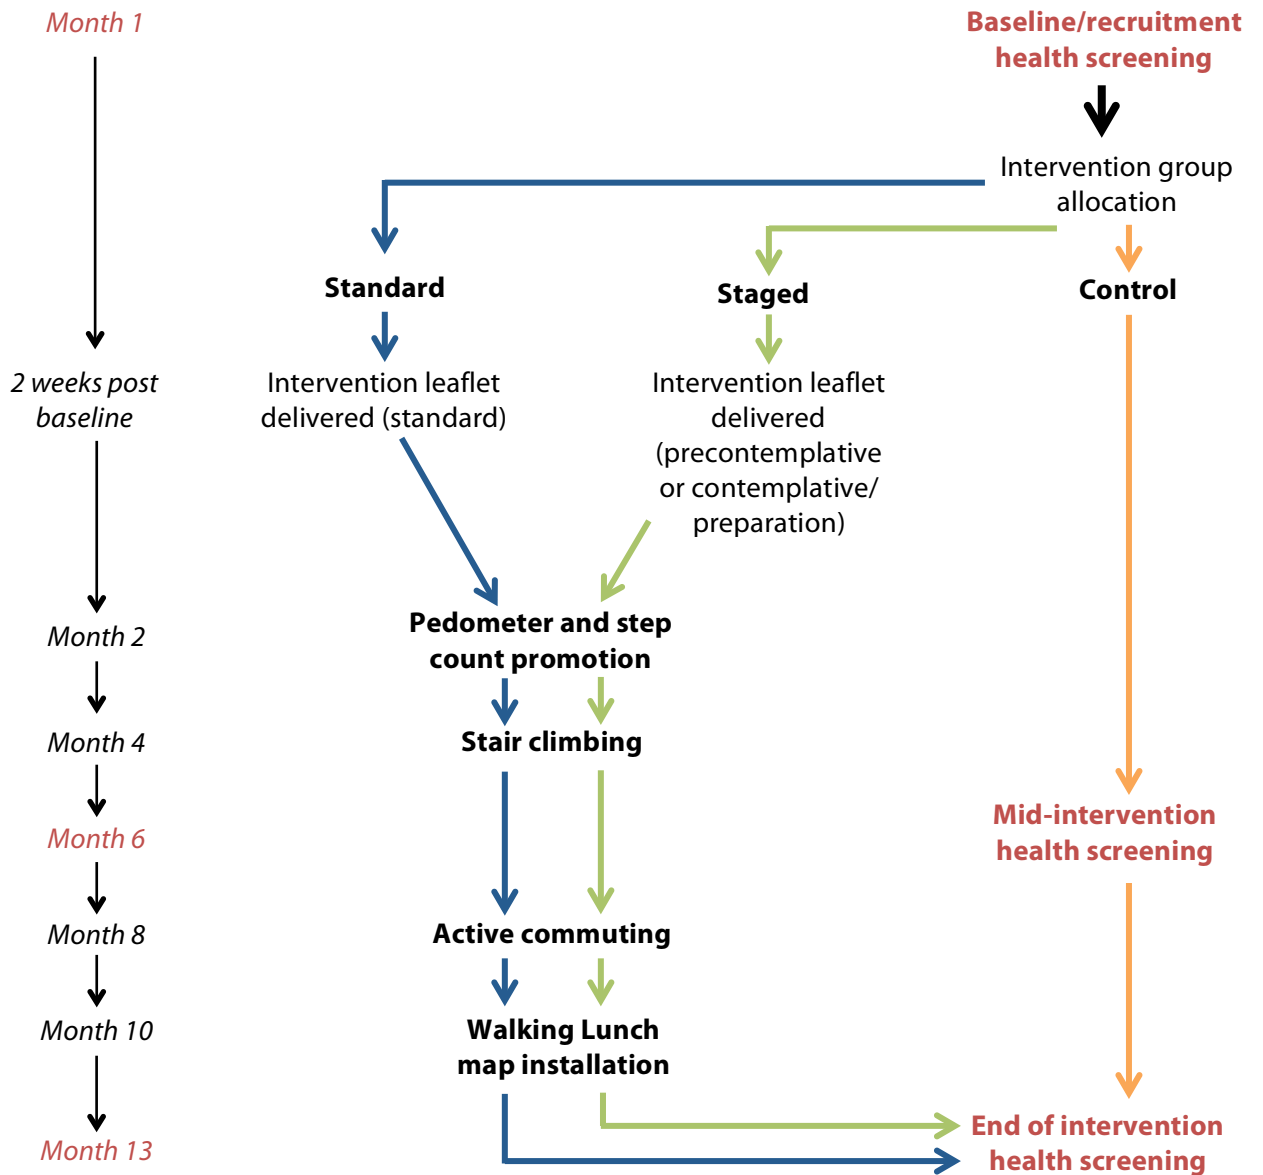 Month 1
Baseline/recruitment
health screening
Intervention group
allocation
Standard
Staged
Control
2 weeks post
baseline
Intervention leaflet
delivered (standard)
Intervention leaflet
delivered
(precontemplative
or contemplative/
preparation)
Month 2
Pedometer and step
count promotion
Month 4
Stair climbing
Month 6
Mid-intervention
health screening
Month 8
Active commuting
Month 10
Walking Lunch
map installation
Month 13
End of intervention
health screening